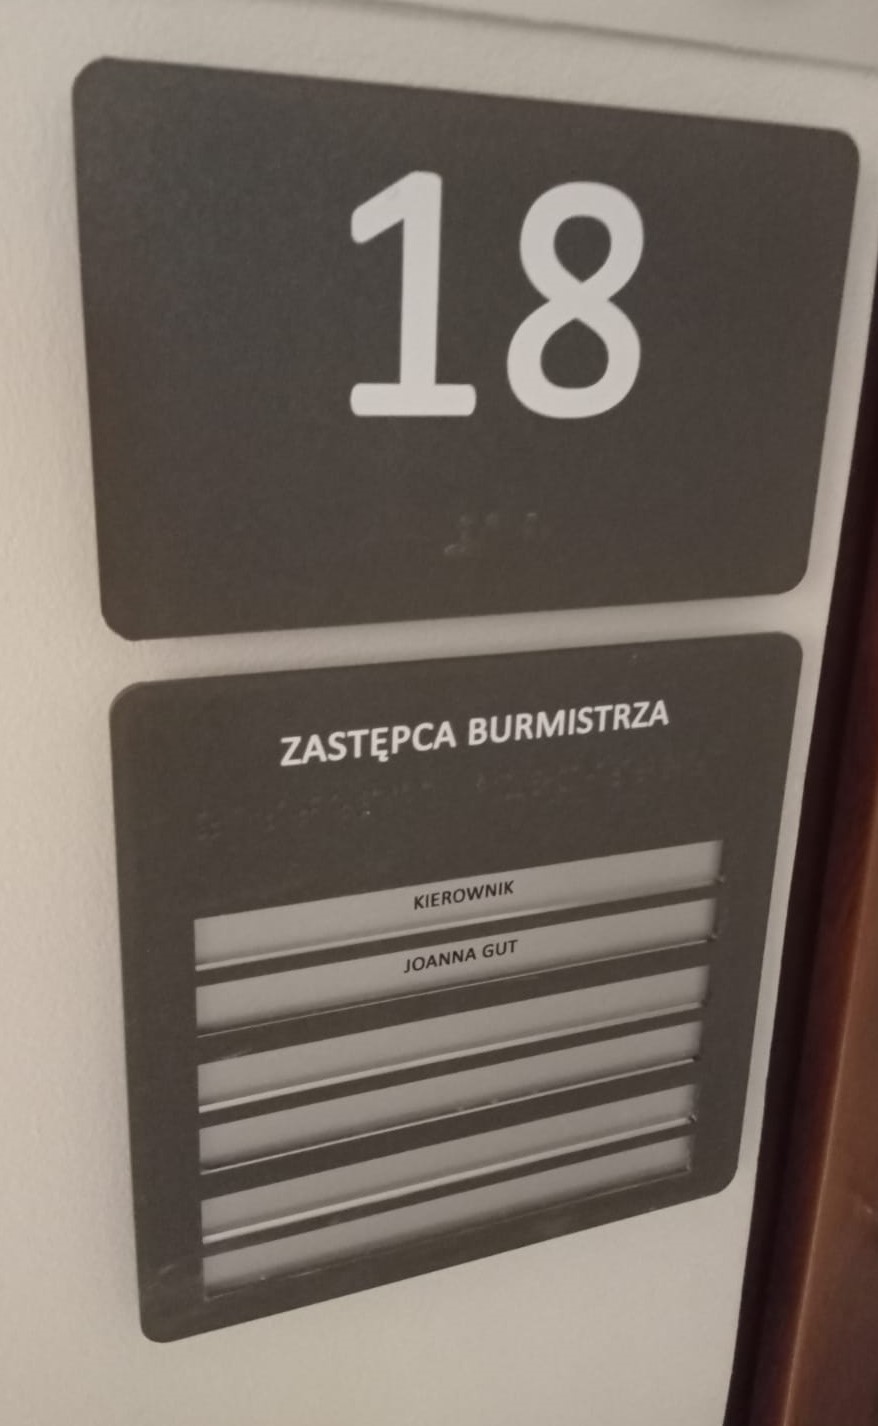 18
ZASTĘPCA BURMISTRZA
KIEROWNIK
JOANNA GUT